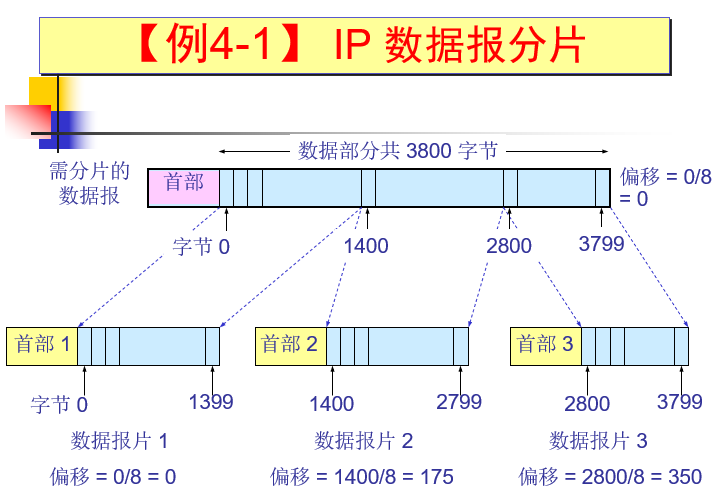 【例4-1】 IP 数据报分片
数据部分共 3800 字节
需分片的
数据报
首部
偏移 = 0/8
= 0
字节 0
1400
2800
3799
首部 1
首部 2
首部 3
字节 0
1399
1400
2799
2800
3799
数据报片 1
数据报片 2
数据报片 3
偏移 = 0/8 = 0
偏移 = 1400/8 = 175
偏移 = 2800/8 = 350